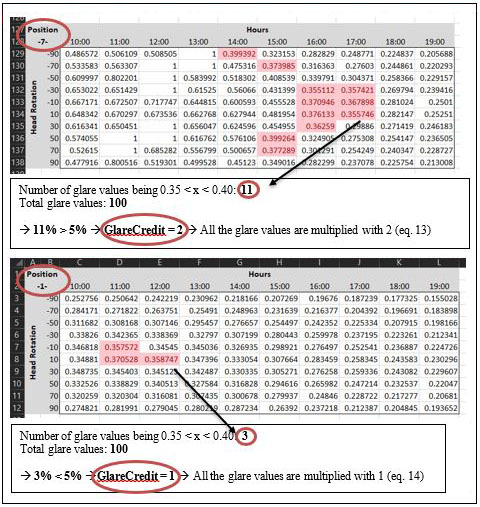 126
127 Position Hours
128 -7- 10:00 11:00 12:00 13:00 14:00 15:00 16:00 17:00 18:00 19:00
129 -90 0.486572 0.506109 0.508505 1 0.399392 0.323153 0.282829 0.248771 0.224837 0.205688
130 -70 0.533583 0.563307 1 1 0.475316 0.373985 0.316363 0.27603 0.244861 0.220293
131 -50 0.609997 0.802201 1 0.583992 0.518302 0.408539 0.339791 0.304371 0.258366 0.229157
132 -30 0.653022 0.651429 1 0.61525 0.56066 0.431399 0.355112 0.357421 0.269794 0.239416
133 -10 0.667171 0.672507 0.717747 0.644815 0.600593 0.455528 0.370946 0.367898 0.281024 0.2501
134 10 0.648342 0.670297 0.673536 0.662768 0.627944 0.481954 0.376133 0.355746 0.282147 0.25251
135 30 0.616341 0.650451 1 0.656047 0.624596 0.454955 0.36259 0.271419 0.246183
136 50 0.574055 1 1 0.616762 0.576106 0.399264 0.324905 0.275308 0.254147 0.236505
137 70 0.52615 1 0.685282 0.556799 0.500657 0.377289 0.254249 0.240347 0.228727
138 90 0.477916 0.800516 0.519301 0.499528 0.45123 0.349016 0.282299 0.237078 0.225754 0.213008
Head Rotation
Number of glare values being 0.35 < x < 0.40: 11
Total glare values: 100
→ 11% > 5% → GlareCredit = 2 → All the glare values are multiplied with 2 (eq. 13)
A B C D E F G H I J K L
1 Position Hours
2 -1- 10:00 11:00 12:00 13:00 14:00 15:00 16:00 17:00 18:00 19:00
3 -90 0.252756 0.250642 0.242219 0.230962 0.218166 0.207269 0.19676 0.187239 0.177325 0.155028
4 -70 0.284171 0.271822 0.263751 0.25491 0.248963 0.231639 0.216377 0.204392 0.196691 0.183898
5 -50 0.311682 0.308168 0.307146 0.295457 0.276657 0.254497 0.242352 0.225334 0.207915 0.198166
6 -30 0.33826 0.342365 0.338369 0.32797 0.307199 0.280443 0.259978 0.237195 0.223261 0.212341
7 -10 0.346818 0.357572 0.34545 0.345036 0.326935 0.298921 0.276497 0.252541 0.236887 0.224726
8 10 0.34881 0.370528 0.358747 0.347396 0.333054 0.307664 0.283459 0.258345 0.243583 0.230296
9 30 0.348735 0.345403 0.342487 0.330335 0.305271 0.276258 0.259336 0.243082 0.229607
10 50 0.332526 0.338829 0.340513 0.327584 0.316828 0.294616 0.265982 0.247214 0.232537 0.22047
11 70 0.320259 0.320304 0.316081 0.300678 0.279937 0.24846 0.228722 0.217277 0.20681
12 90 0.274821 0.281991 0.279045 0.287234 0.26392 0.237218 0.212387 0.204845 0.193652
Head Rotation
Number of glare values being 0.35 < x < 0.40: 3
Total glare values: 100
→ 3% < 5% → GlareCredit = 1 → All the glare values are multiplied with 1 (eq. 14)